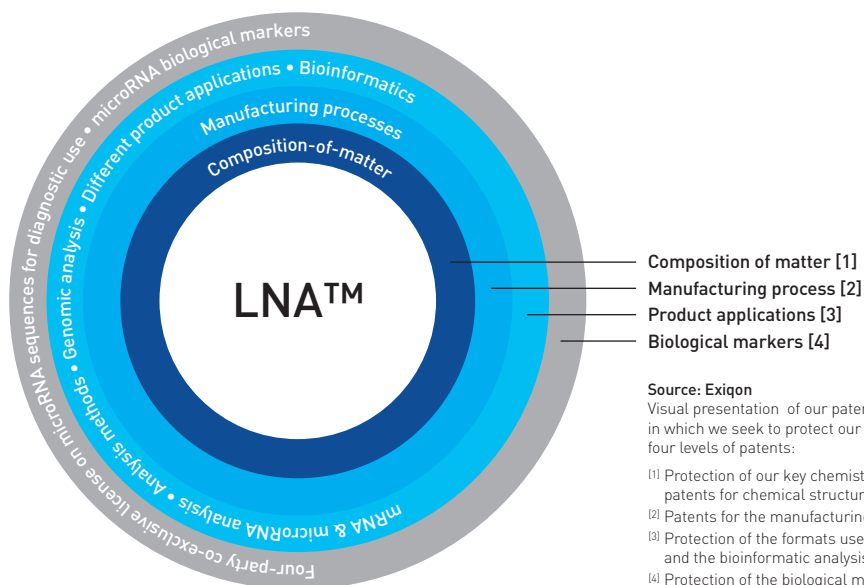 Four-party co-exclusive license on microRNA sequences for diagnostic use • microRNA biological markers
mRNA & microRNA analysis • Analysis methods • Genomic analysis • Different product applications • Bioinformatics
Manufacturing processes
Composition-of-matter
LNA™
Composition of matter [1]
Manufacturing process [2]
Product applications [3]
Biological markers [4]
Source: Exiqon
Visual presentation of our paten
in which we seek to protect our
four levels of patents:
[1] Protection of our key chemist
patents for chemical structur
[2] Patents for the manufacturing
[3] Protection of the formats use
and the bioinformatic analysis
[4] Protection of the biological m